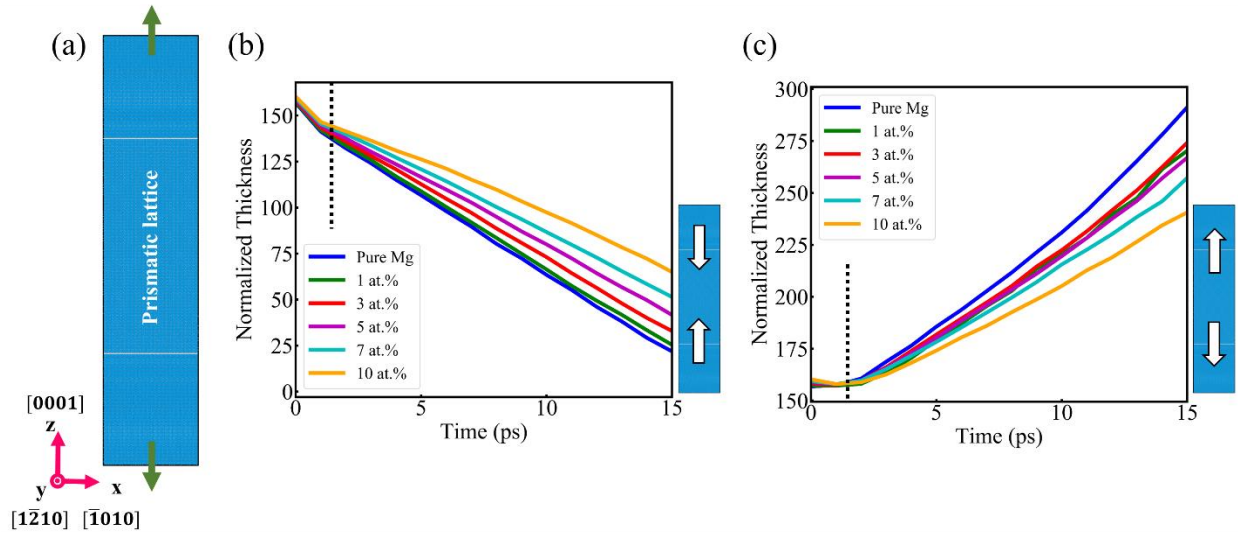 (a)
Prismatic lattice
[0001]
z
y
x
[12̅10]
[1̅010]
(b)
Normalized Thickness
150
125
100
75
50
25
0
Pure Mg
1 at.%
3 at.%
5 at.%
7 at.%
10 at.%
0
5
10
15
Time (ps)
(c)
Normalized Thickness
300
275
250
225
200
175
150
Pure Mg
1 at.%
3 at.%
5 at.%
7 at.%
10 at.%
0
5
10
15
Time (ps)